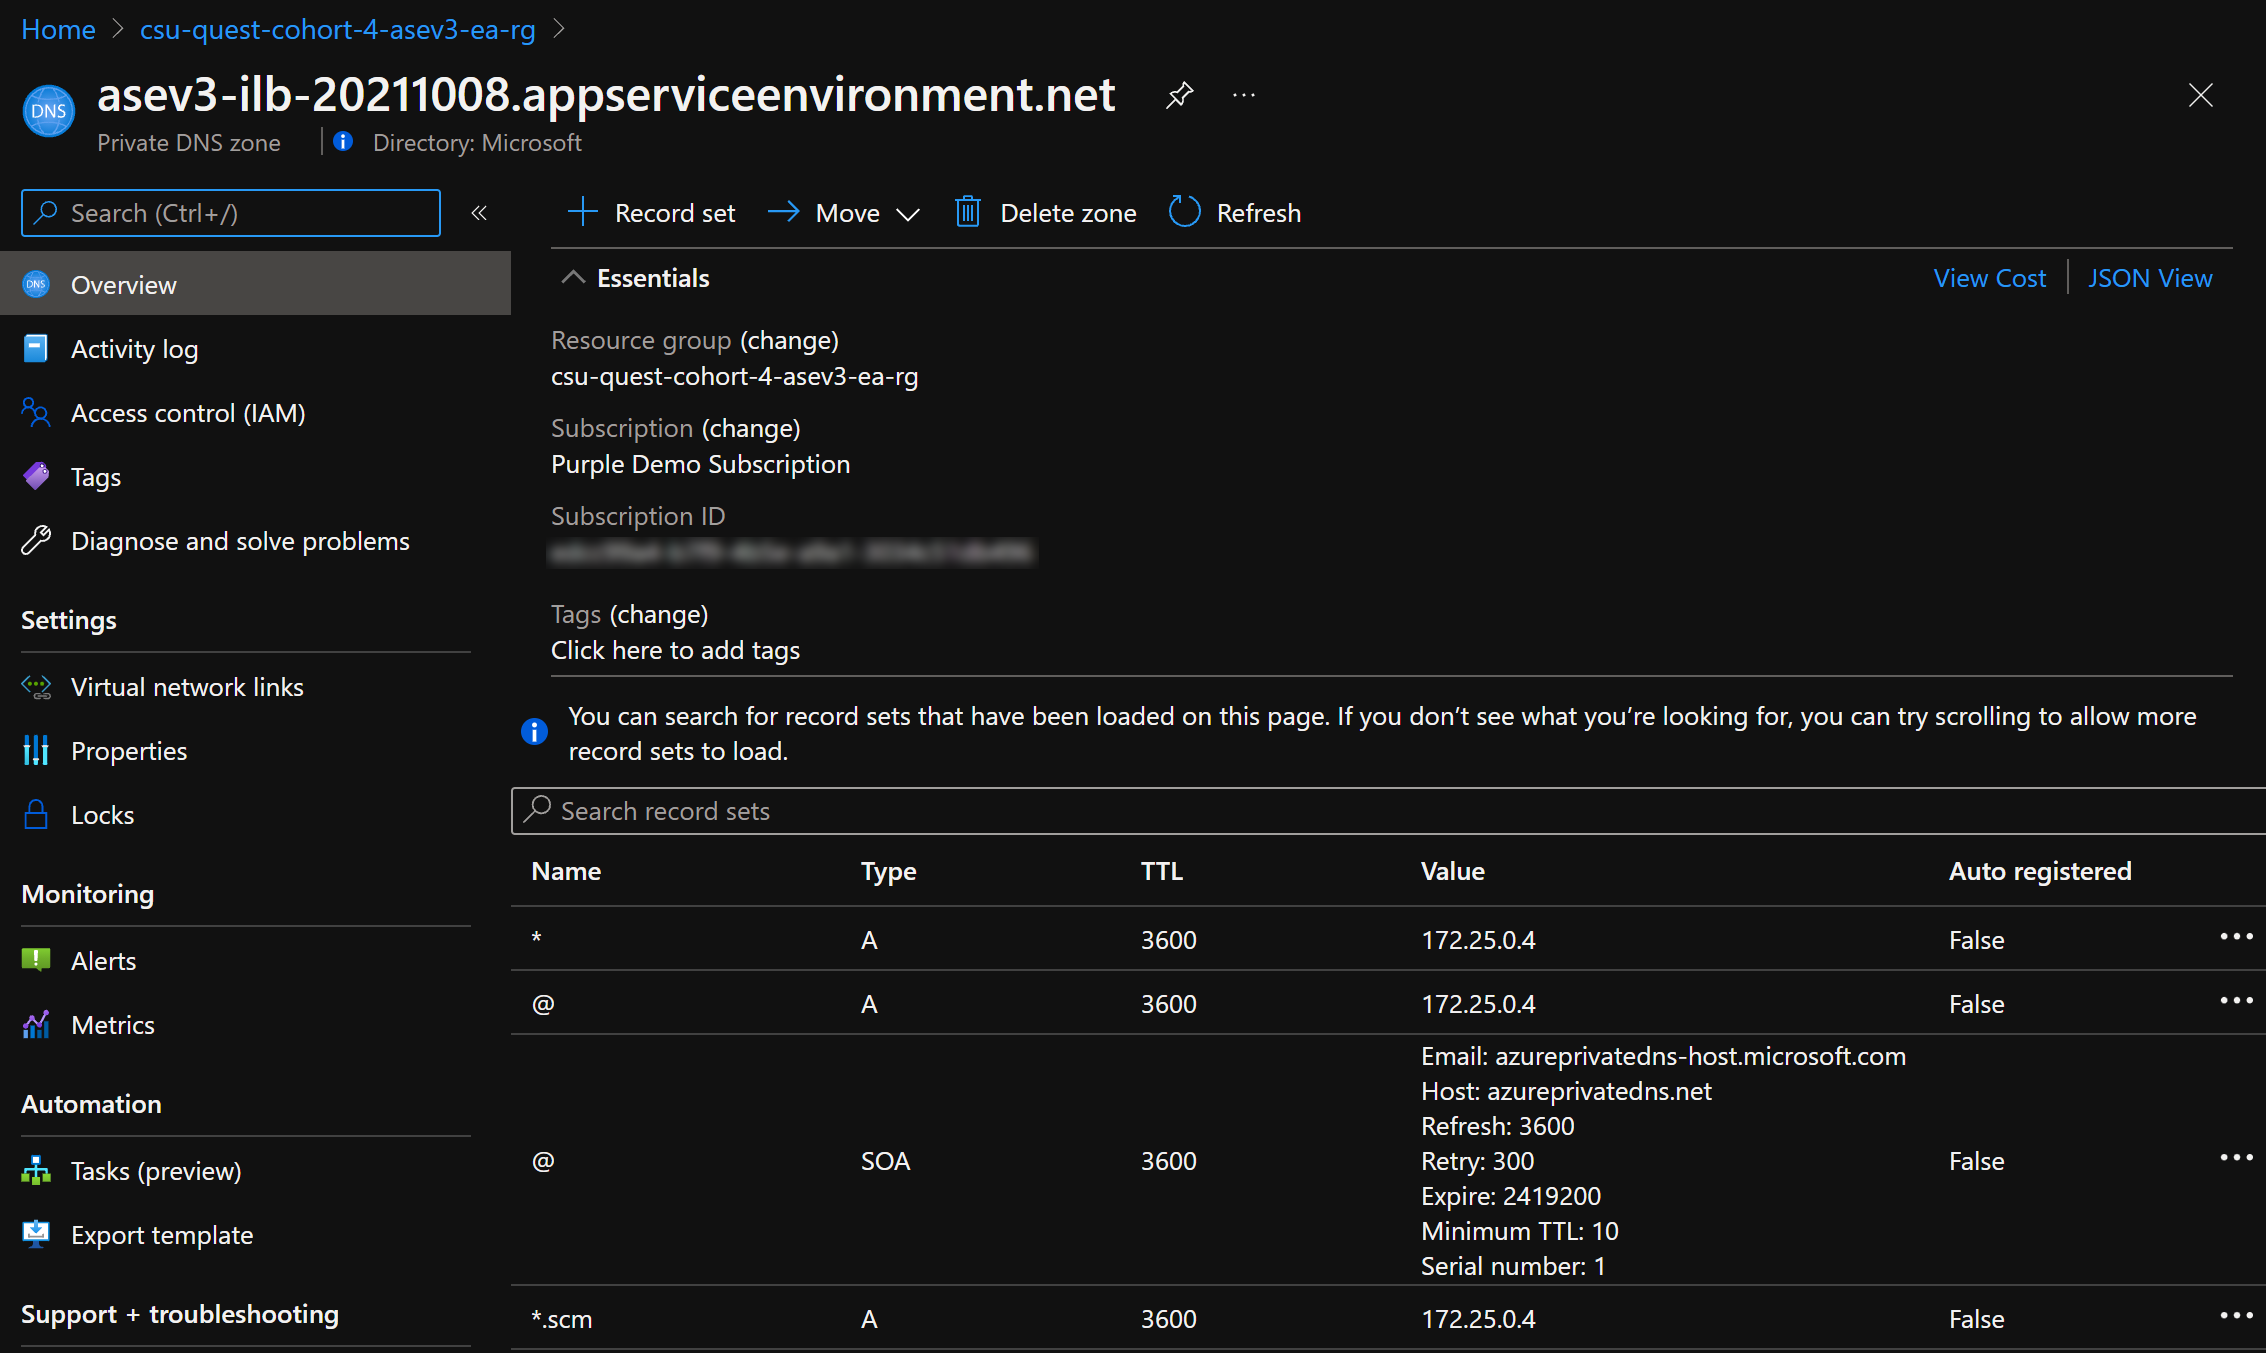 Home > csu-quest-cohort-4-asev3-ea-rg >
DNS
asev3-ilb-20211008.appserviceenvironment.net
Private DNS zone | Directory: Microsoft
Search (Ctrl+/)
Record set
Move
Delete zone
Refresh
DNS Overview
Activity log
Access control (IAM)
Tags
Diagnose and solve problems
Settings
Virtual network links
Properties
Locks
Monitoring
Alerts
Metrics
Automation
Tasks (preview)
Export template
Support + troubleshooting
Essentials
View Cost | JSON View
Resource group (change)
csu-quest-cohort-4-asev3-ea-rg
Subscription (change)
Purple Demo Subscription
Subscription ID
Tags (change)
Click here to add tags
You can search for record sets that have been loaded on this page. If you don’t see what you’re looking for, you can try scrolling to allow more
record sets to load.
Search record sets
Name Type TTL Value Auto registered
* A 3600 172.25.0.4 False
@ A 3600 172.25.0.4 False
Email: azureprivatedns-host.microsoft.com
Host: azureprivatedns.net
Refresh: 3600
@ SOA 3600 Retry: 300 False
Expire: 2419200
Minimum TTL: 10
Serial number: 1
*.scm A 3600 172.25.0.4 False